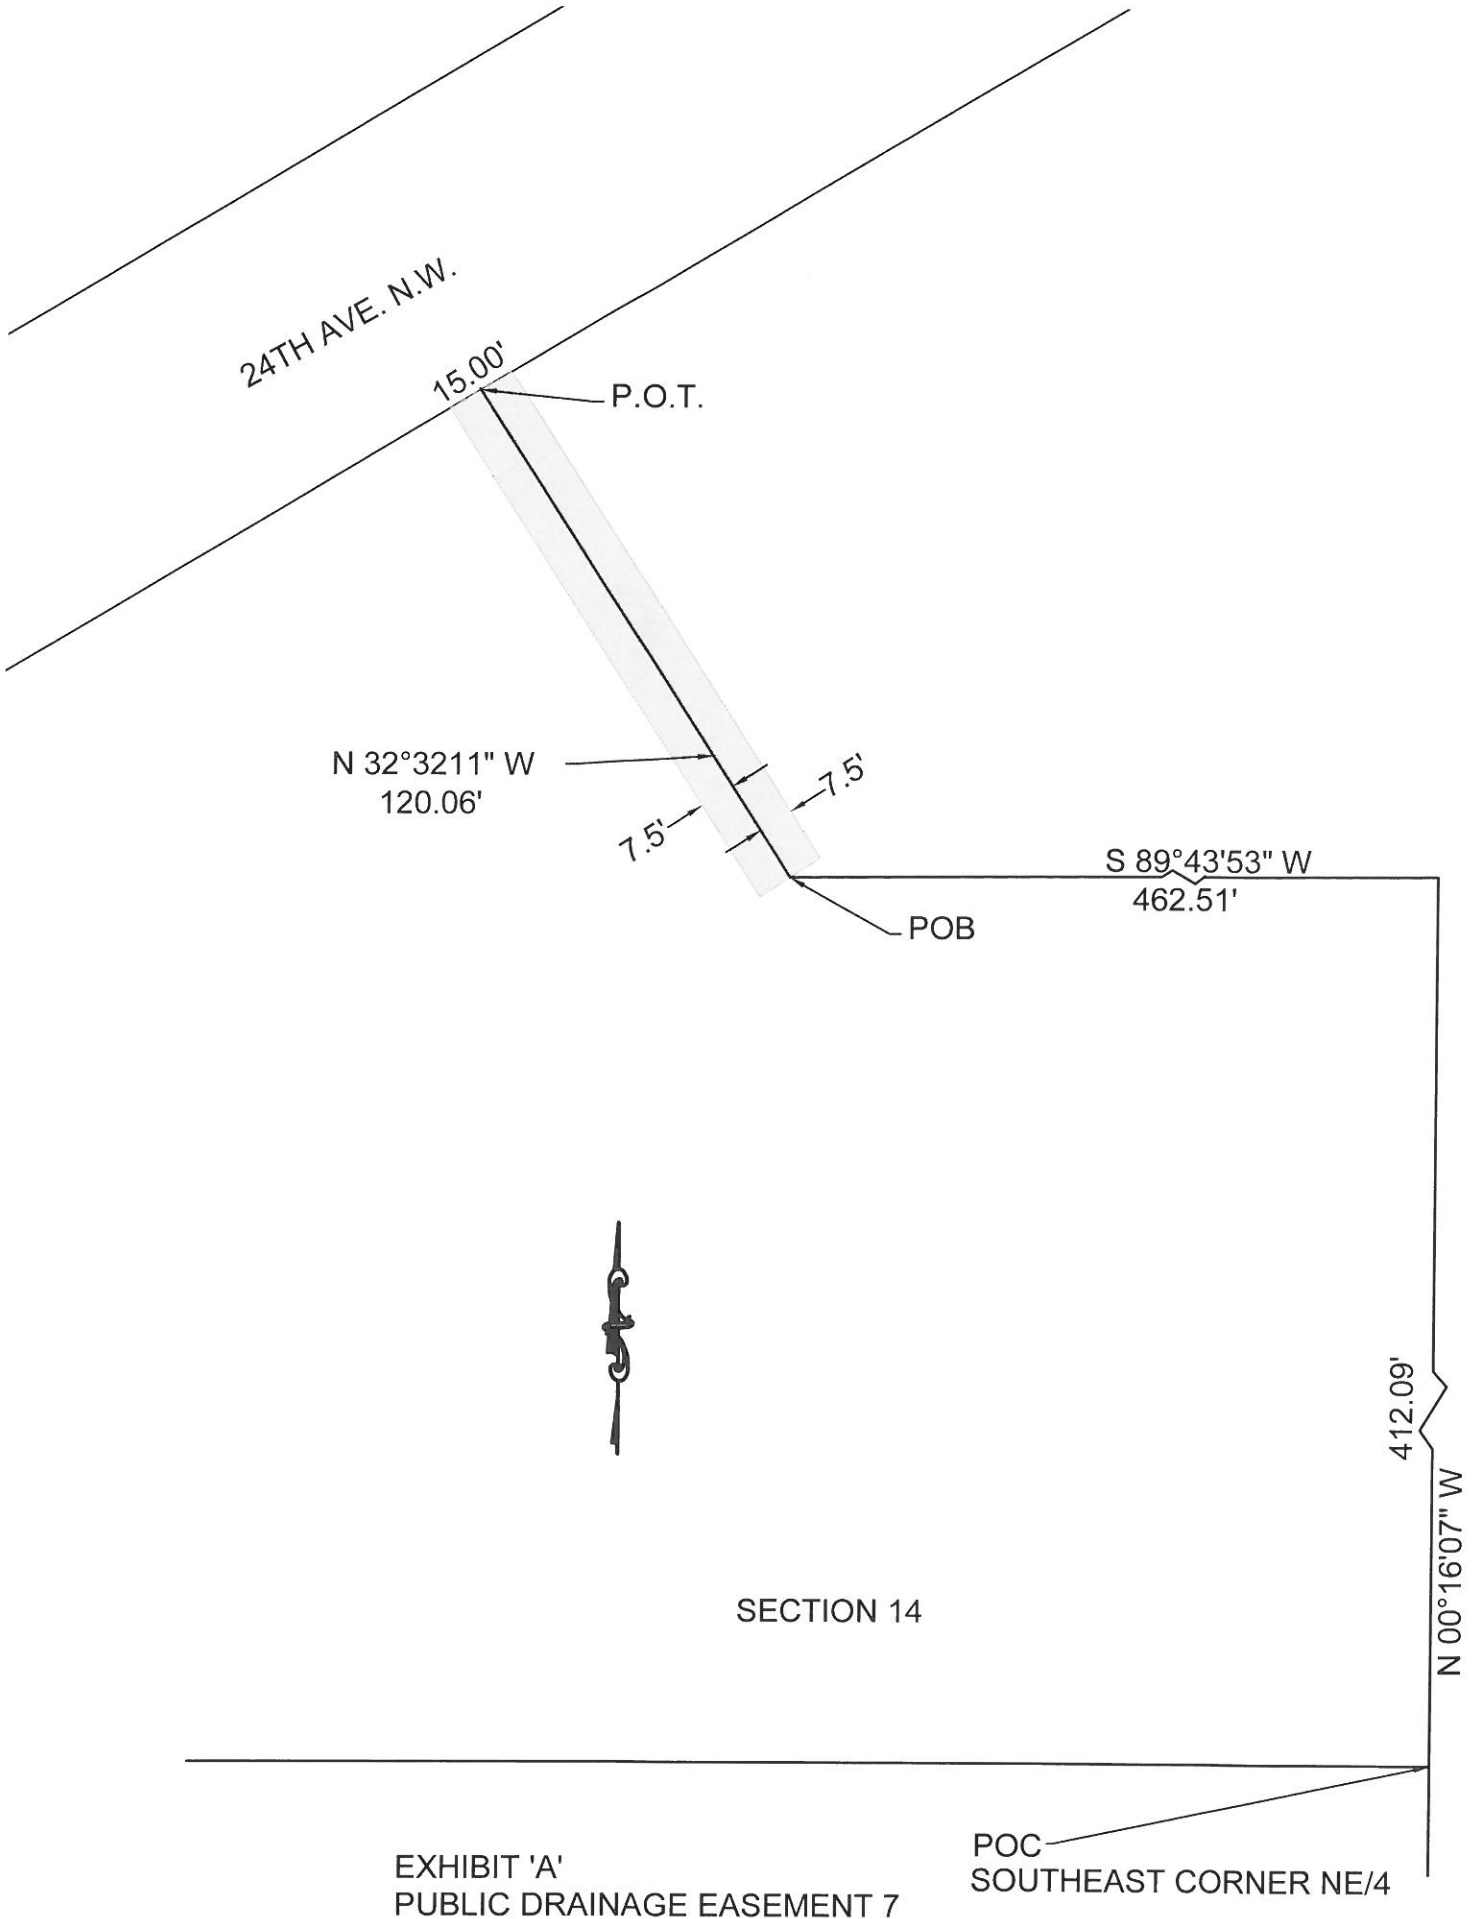 24TH AVE. N.W.
15.00'
P.O.T.
N 32°3211" W
120.06'
7.5'
7.5'
S 89°43'53" W
462.51'
POB
412.09'
N 00°16'07" W
SECTION 14
POC
SOUTHEAST CORNER NE/4
EXHIBIT 'A'
PUBLIC DRAINAGE EASEMENT 7